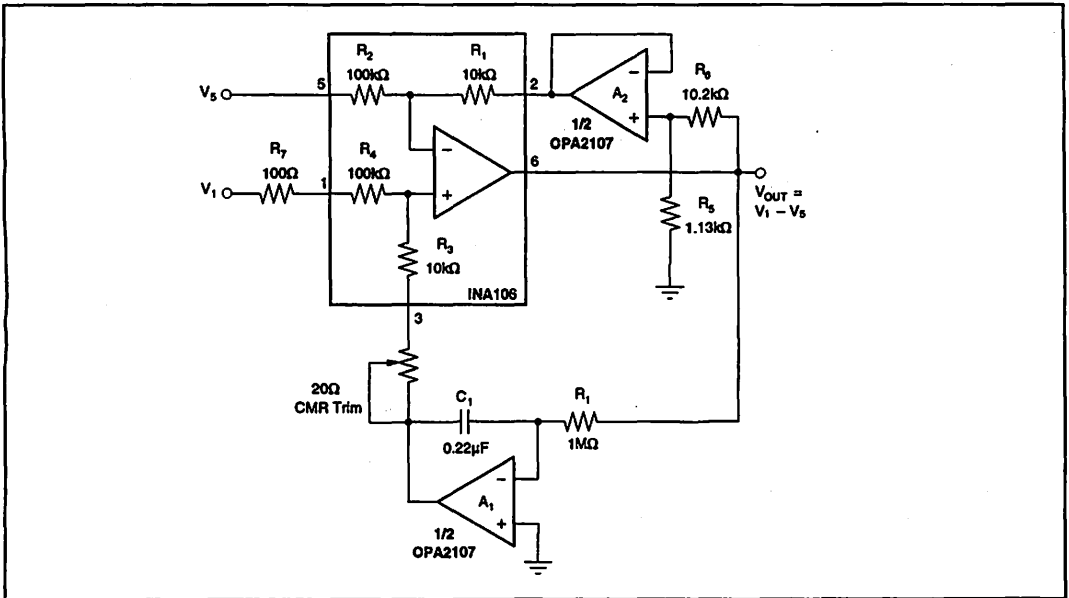 R2
100kΩ
R1
10kΩ
5
2
V5
A2
−
+
1/2
OPA2107
R6
10.2kΩ
R7
100Ω
R4
100kΩ
1
V1
−
+
6
VOUT =
V1 – V5
R5
1.13kΩ
R3
10kΩ
INA106
3
20Ω
CMR Trim
C1
0.22µF
R1
1MΩ
A1
−
+
1/2
OPA2107